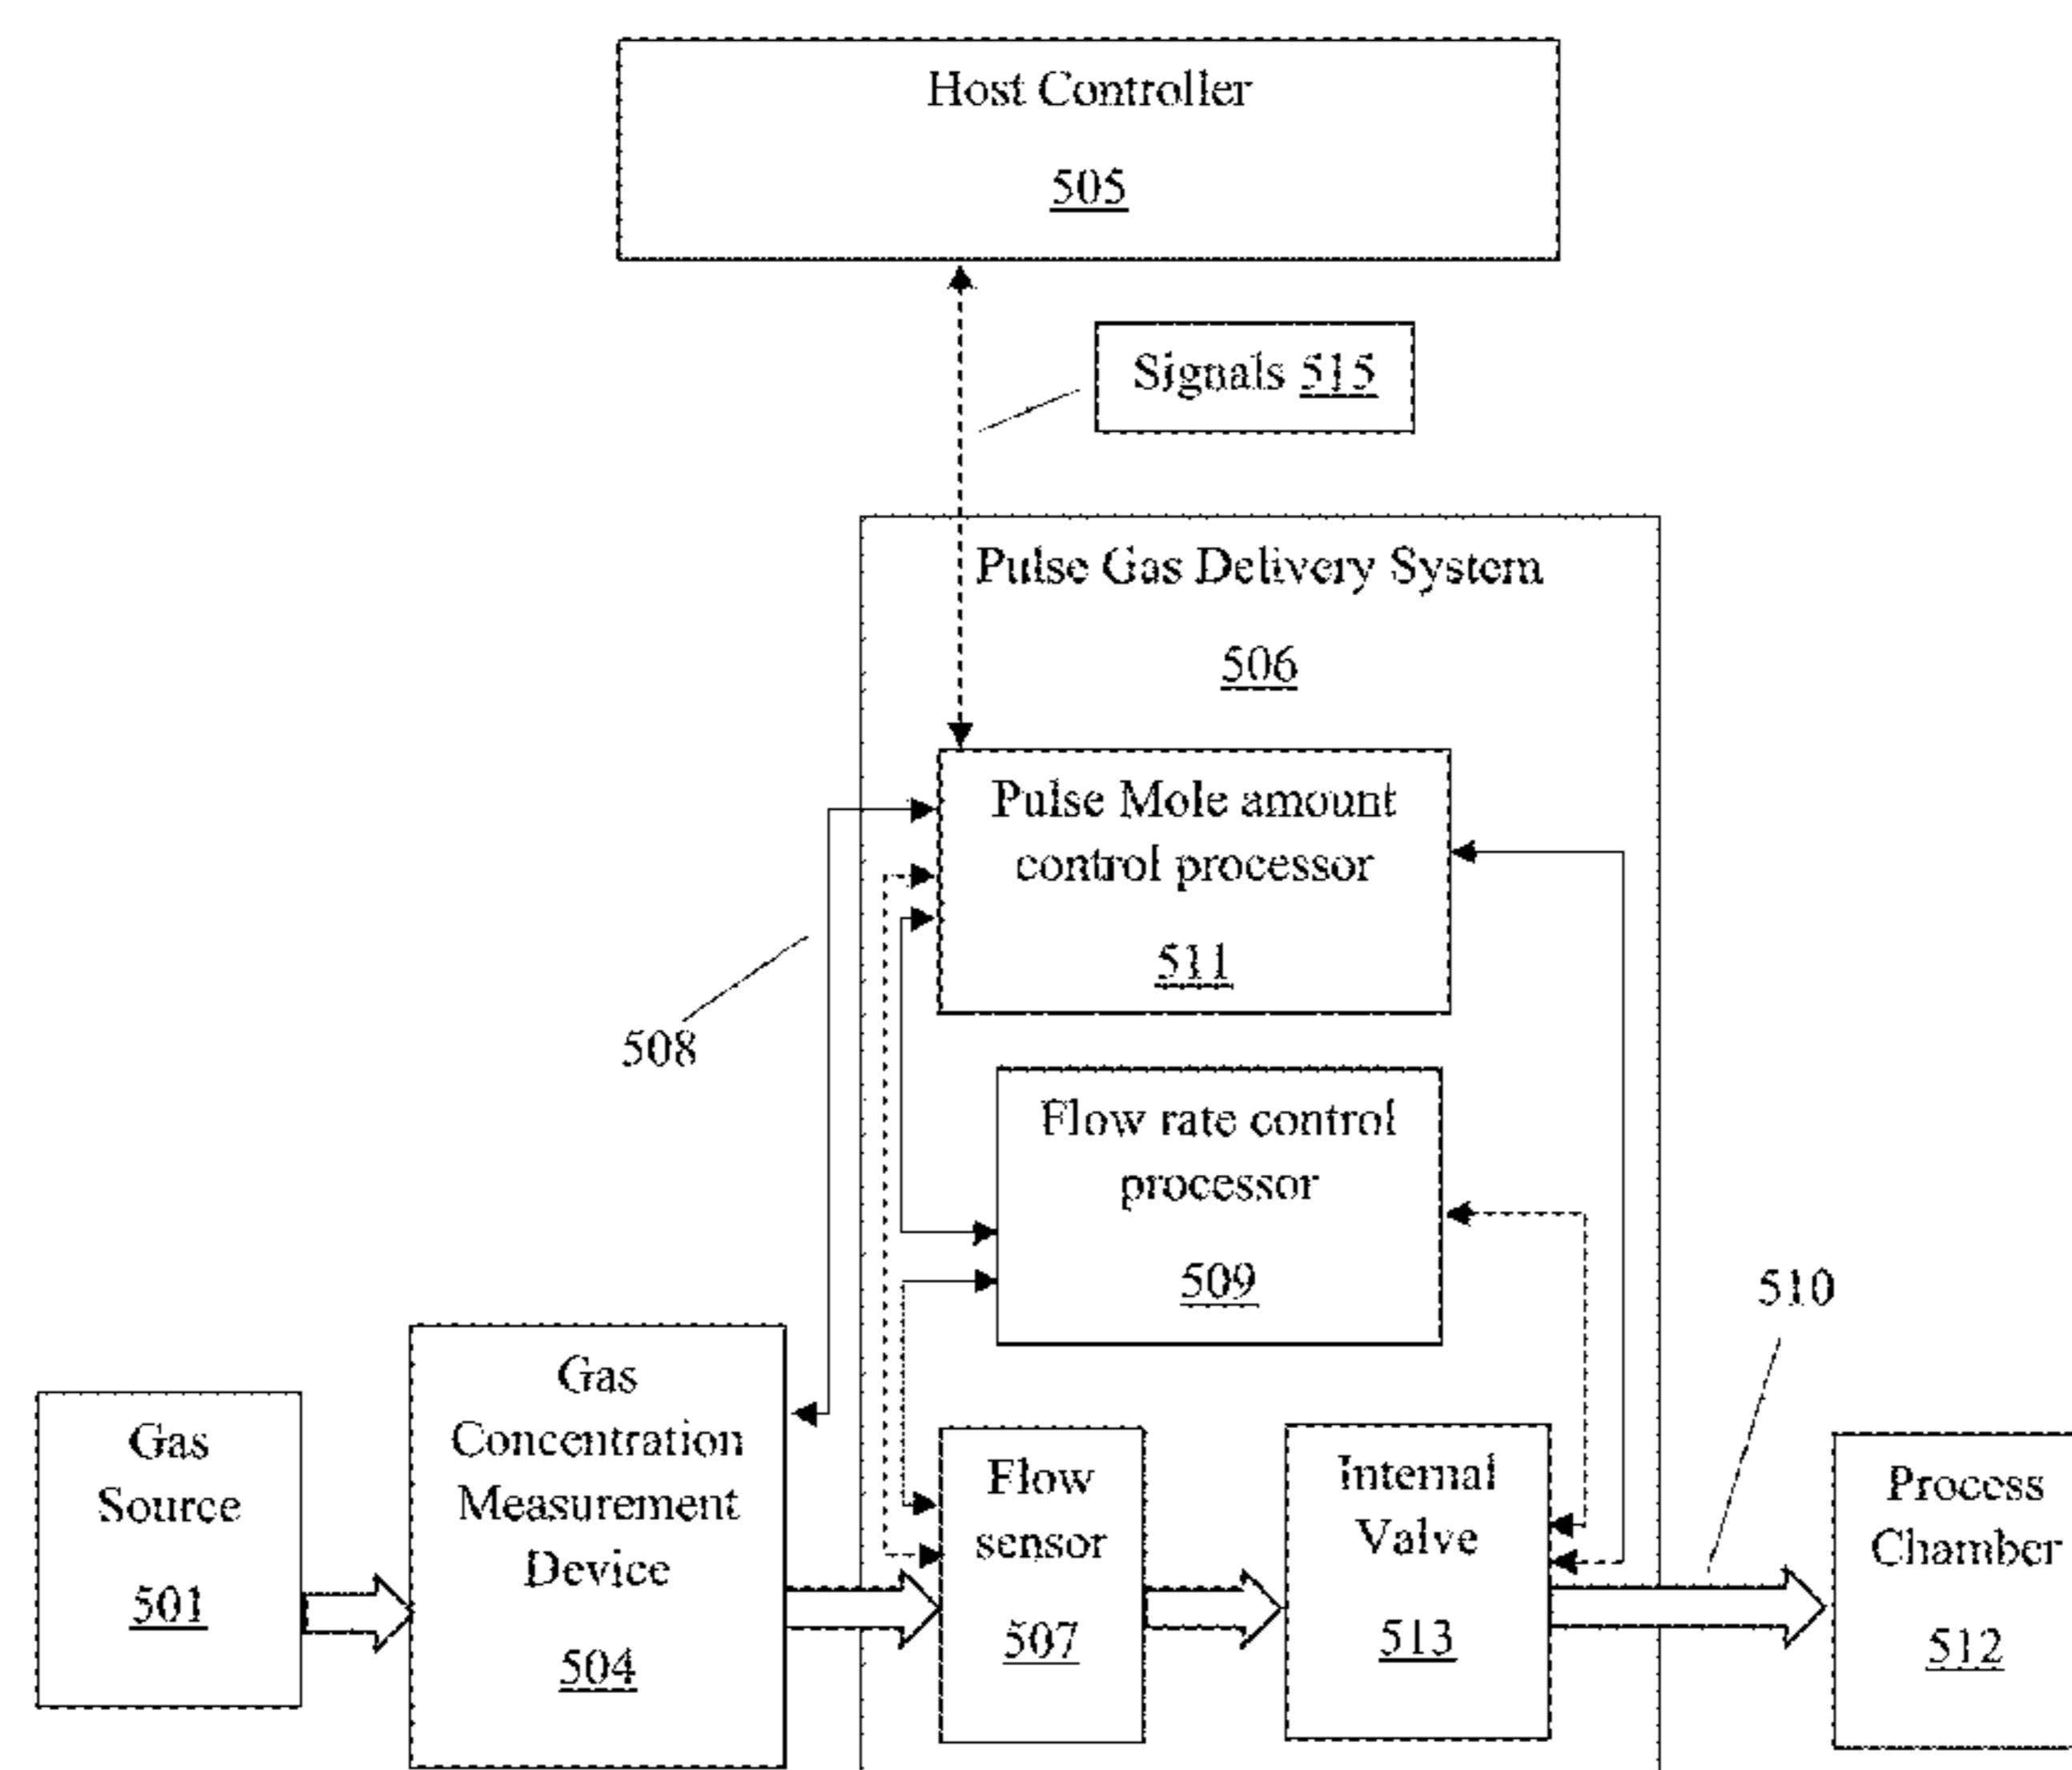 Host Controller
505
Signals 515
Pulse Gas Delivery System
506
Pulse Mole amount
control processor
511
508
Flow rate control
processor
509
510
Gas
Source
501
Gas
Concentration
Measurement
Device
504
Flow
sensor
507
Internal
Valve
513
Process
Chamber
512